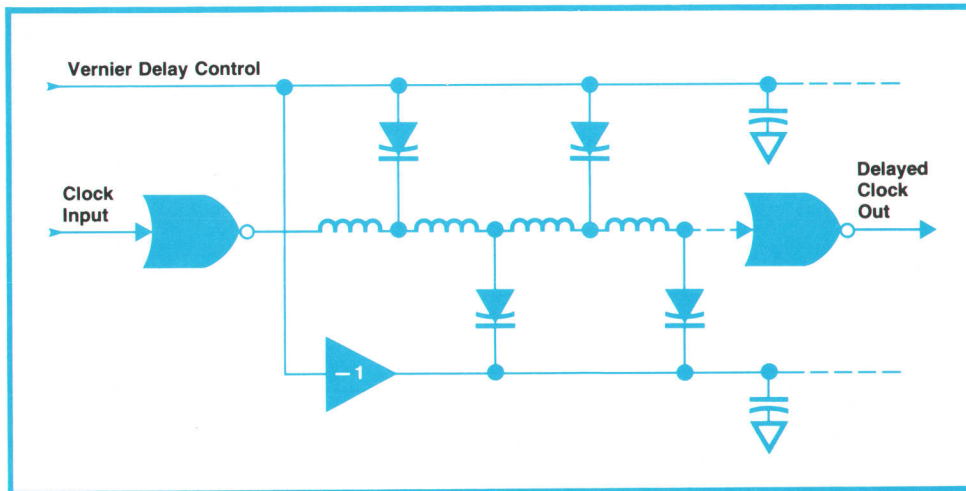 Vernier Delay Control
Clock
Input
Delayed
Clock
Out
−1